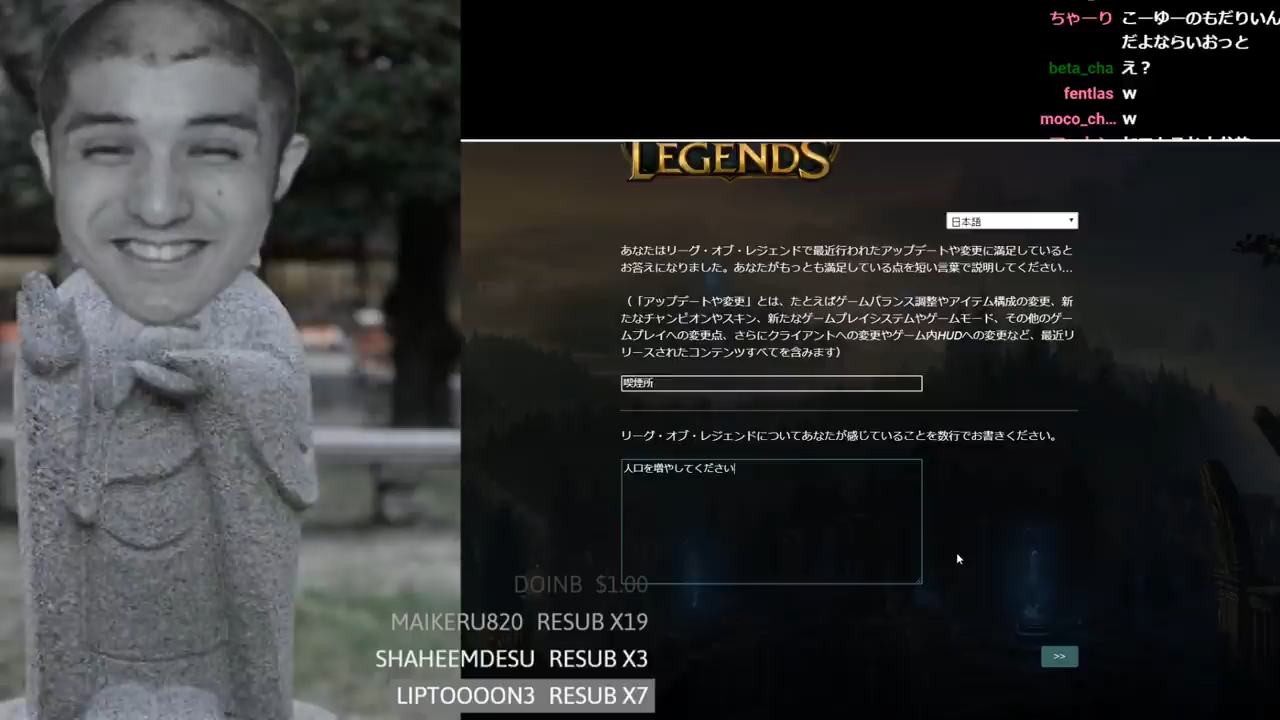 ちゃーり こーゆーのもだりいん
だよならいおっと
beta_cha え？
fentlas w
moco_ch... w
LEGENDS
日本語
あなたはリーグ・オブ・レジェンドで最近行われたアップデートや変更に満足していると
お答えになりました。あなたがもっとも満足している点を短い言葉で説明してください...
（「アップデートや変更」とは、たとえばゲームバランス調整やアイテム構成の変更、新
たなチャンピオンやスキン、新たなゲームプレイシステムやゲームモード、その他のゲー
ムプレイへの変更点、さらにクライアントへの変更やゲーム内HUDへの変更など、最近リ
リースされたコンテンツすべてを含みます）
喫煙所
リーグ・オブ・レジェンドについてあなたが感じていることを数行でお書きください。
人口を増やしてください
DOINB $1.00
MAIKERU820 RESUB X19
SHAHEEMDESU RESUB X3
LIPTOOOON3 RESUB X7
>>